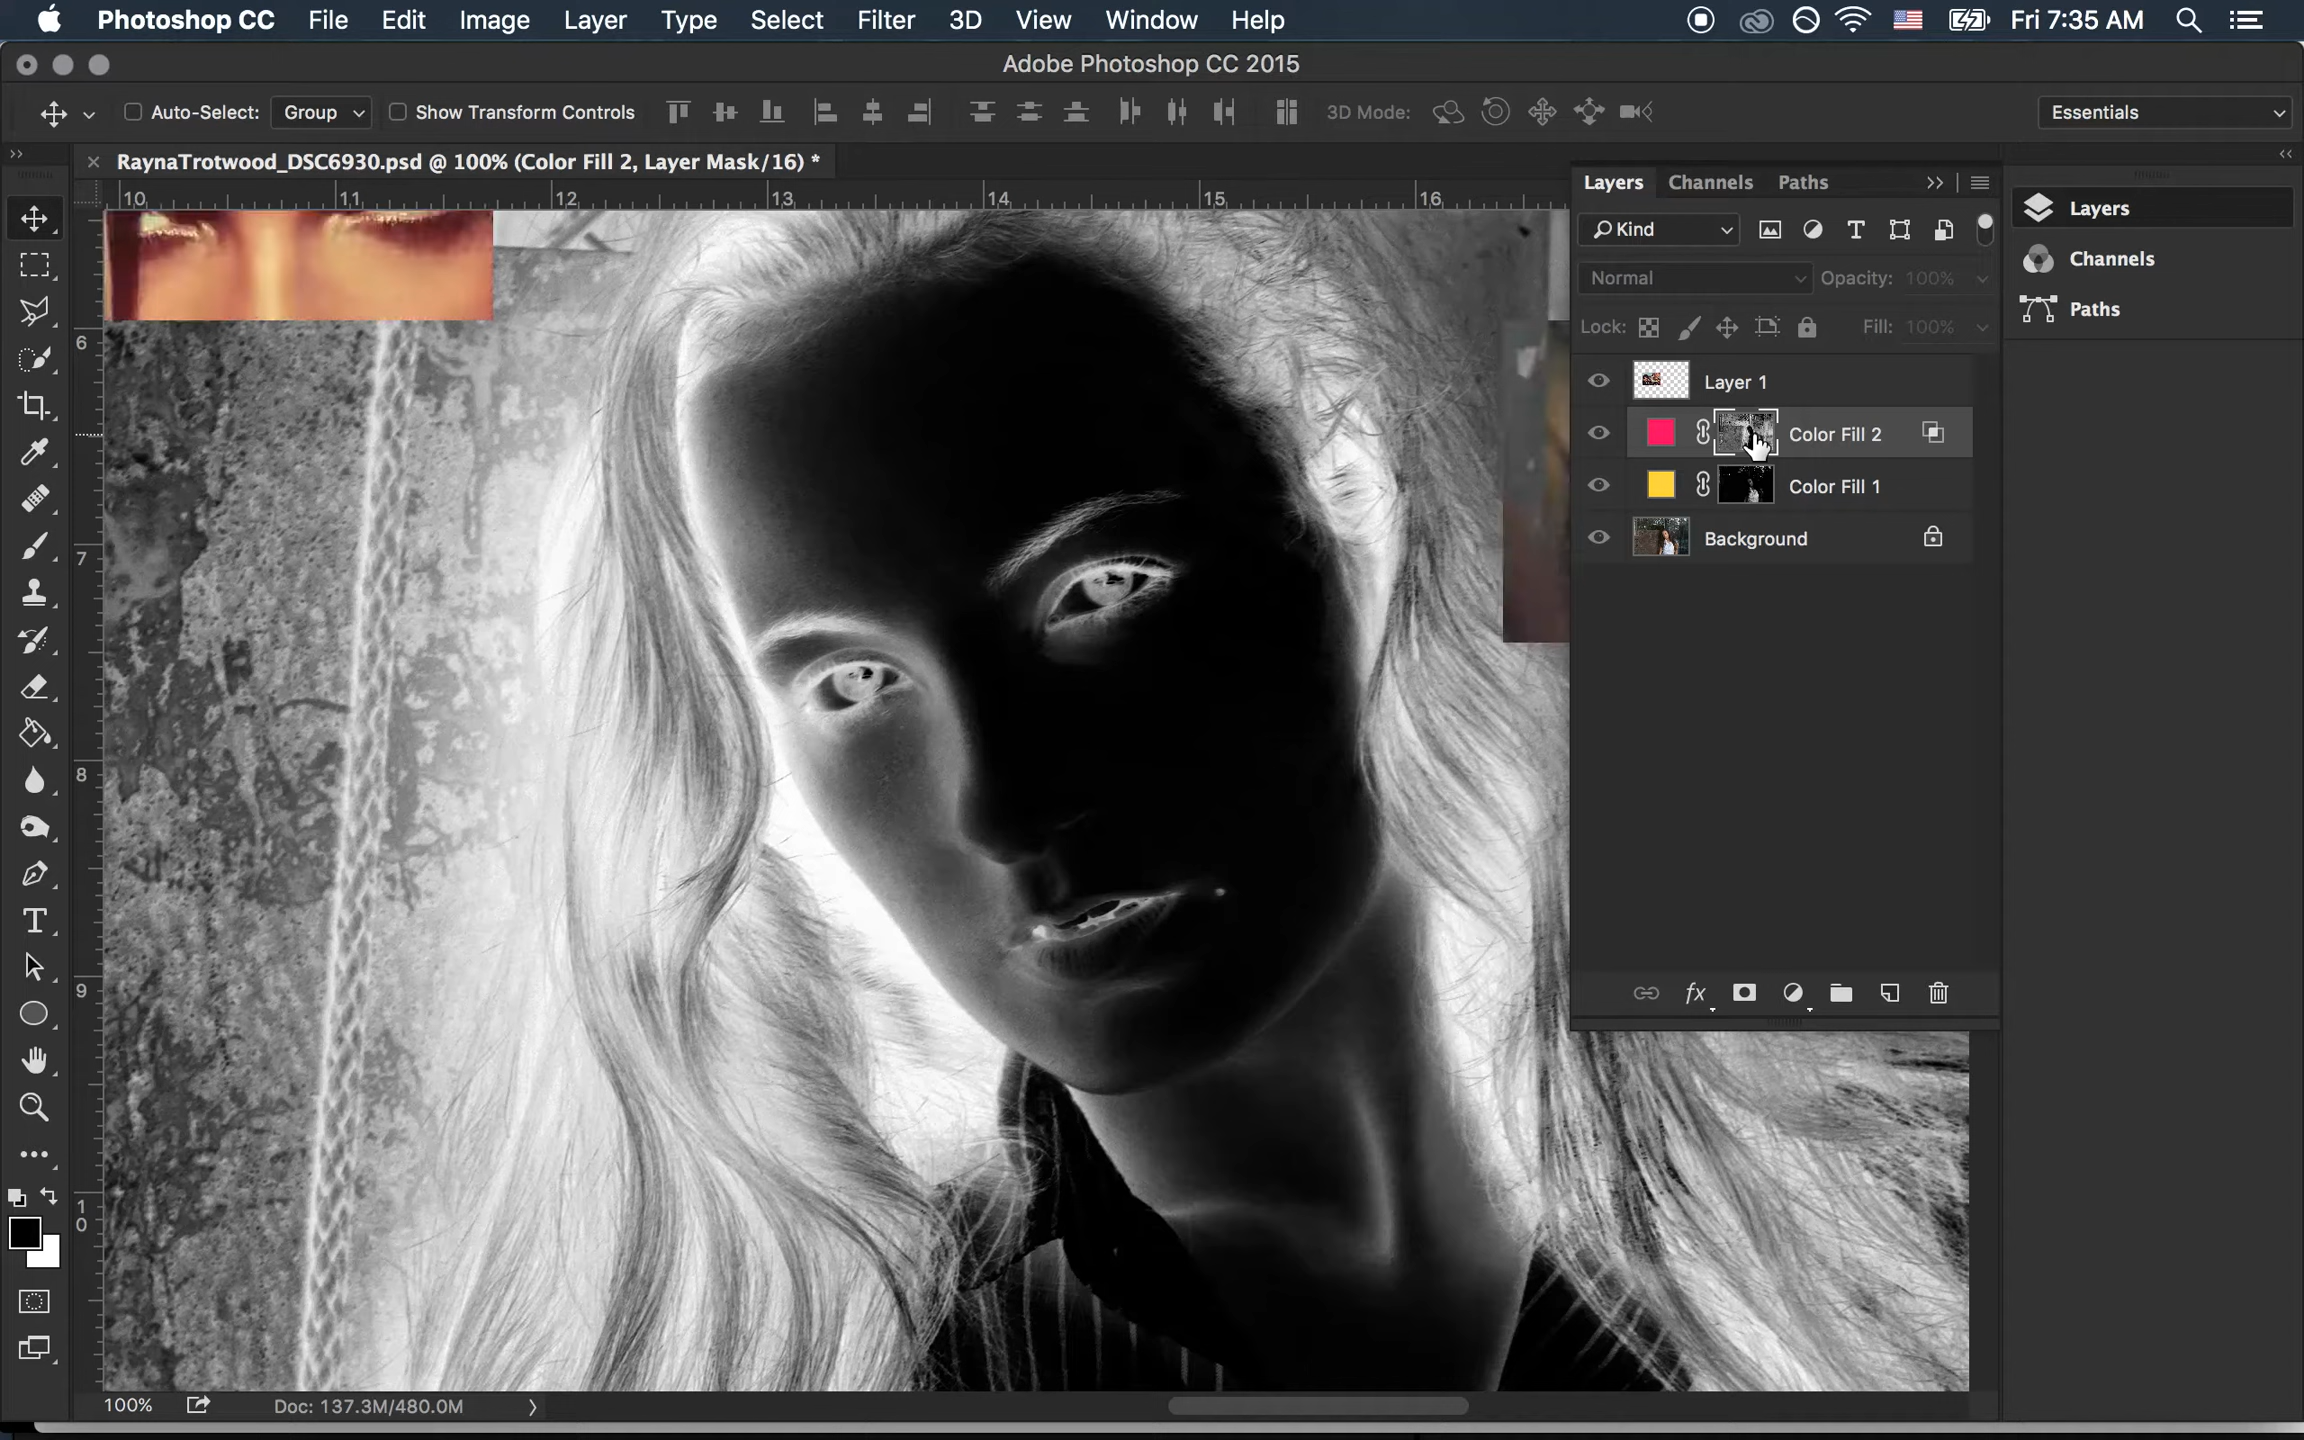 Photoshop CC File Edit Image Layer Type Select Filter 3D View Window Help Fri 7:35 AM
Adobe Photoshop CC 2015
Auto-Select: Group Show Transform Controls 3D Mode: Essentials
RaynaTrotwood_DSC6930.psd @ 100% (Color Fill 2, Layer Mask/16) *
10 11 12 13 14 15 16
Layers Channels Paths
Kind
Normal Opacity: 100%
Lock: Fill: 100%
Layer 1
Color Fill 2
Color Fill 1
Background
fx
Layers
Channels
Paths
6
7
8
9
10
100% Doc: 137.3M/480.0M